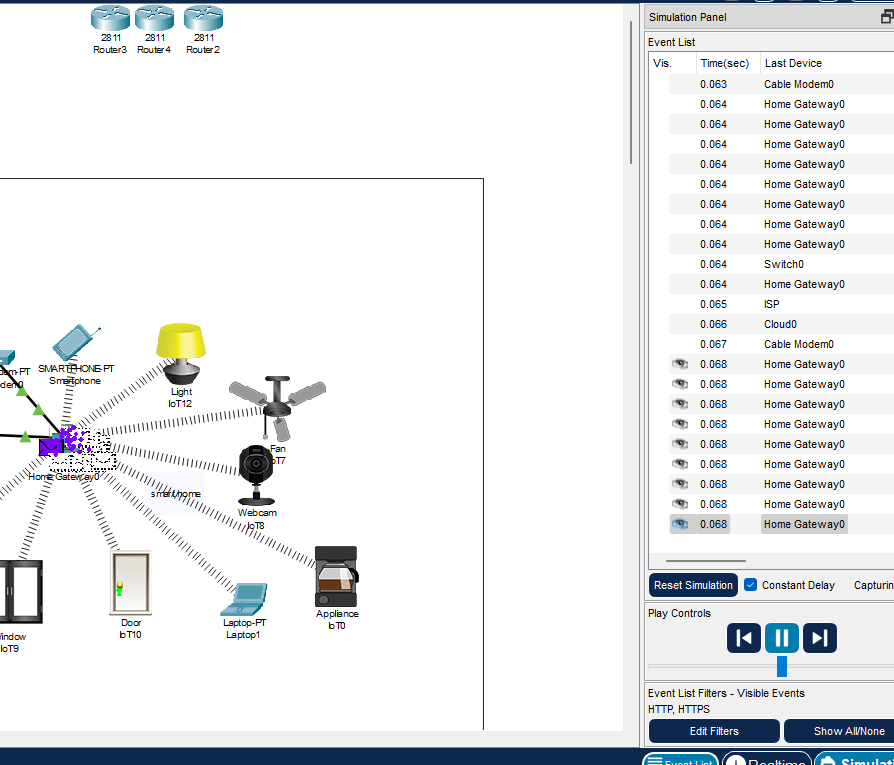 2811
Router3
2811
Router4
2811
Router2
SMARTPHONE-PT
Smartphone
Light
IoT12
Fan
IoT7
Webcam
IoT8
Home Gateway0
smart home
Appliance
IoT0
Laptop-PT
Laptop1
Door
IoT10
indow
IoT9
Simulation Panel
Event List
Vis. Time(sec) Last Device
0.063 Cable Modem0
0.064 Home Gateway0
0.064 Home Gateway0
0.064 Home Gateway0
0.064 Home Gateway0
0.064 Home Gateway0
0.064 Home Gateway0
0.064 Home Gateway0
0.064 Home Gateway0
0.064 Switch0
0.064 Home Gateway0
0.065 ISP
0.066 Cloud0
0.067 Cable Modem0
0.068 Home Gateway0
0.068 Home Gateway0
0.068 Home Gateway0
0.068 Home Gateway0
0.068 Home Gateway0
0.068 Home Gateway0
0.068 Home Gateway0
0.068 Home Gateway0
0.068 Home Gateway0
Reset Simulation Constant Delay Capturin
Play Controls
Event List Filters - Visible Events
HTTP, HTTPS
Edit Filters Show All/None
Event List Realtime Simulat